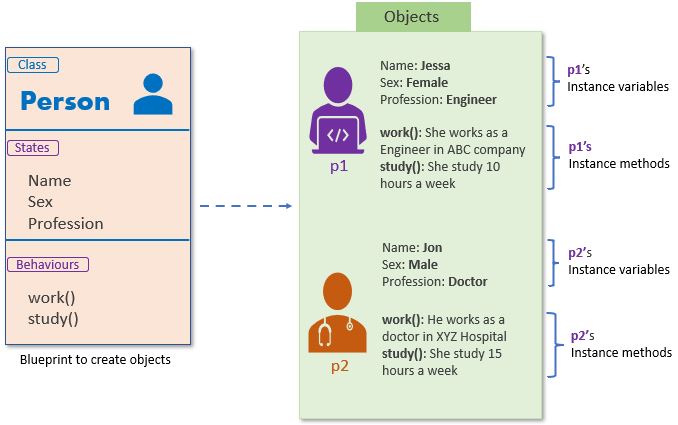 Objects
Class
Person
States
Name
Sex
Profession
Behaviours
work()
study()
Blueprint to create objects
Name: Jessa
Sex: Female
Profession: Engineer
work(): She works as a
Engineer in ABC company
study(): She study 10
hours a week
</>
p1
p1's
Instance variables
p1's
Instance methods
Name: Jon
Sex: Male
Profession: Doctor
work(): He works as a
doctor in XYZ Hospital
study(): She study 15
hours a week
p2
p2's
Instance variables
p2's
Instance methods